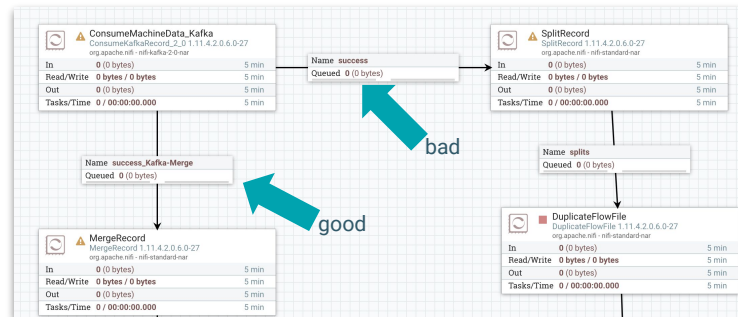 ConsumeMachineData_Kafka
ConsumeKafkaRecord_2_0 1.11.4.2.0.6.0-27
org.apache.nifi - nifi-kafka-2-0-nar
In 0 (0 bytes) 5 min
Read/Write 0 bytes / 0 bytes 5 min
Out 0 (0 bytes) 5 min
Tasks/Time 0 / 00:00:00.000 5 min
Name success
Queued 0 (0 bytes)
SplitRecord
SplitRecord 1.11.4.2.0.6.0-27
org.apache.nifi - nifi-standard-nar
In 0 (0 bytes) 5 min
Read/Write 0 bytes / 0 bytes 5 min
Out 0 (0 bytes) 5 min
Tasks/Time 0 / 00:00:00.000 5 min
bad
Name success_Kafka-Merge
Queued 0 (0 bytes)
good
Name splits
Queued 0 (0 bytes)
MergeRecord
MergeRecord 1.11.4.2.0.6.0-27
org.apache.nifi - nifi-standard-nar
In 0 (0 bytes) 5 min
Read/Write 0 bytes / 0 bytes 5 min
Out 0 (0 bytes) 5 min
Tasks/Time 0 / 00:00:00.000 5 min
DuplicateFlowFile
DuplicateFlowFile 1.11.4.2.0.6.0-27
org.apache.nifi - nifi-standard-nar
In 0 (0 bytes) 5 min
Read/Write 0 bytes / 0 bytes 5 min
Out 0 (0 bytes) 5 min
Tasks/Time 0 / 00:00:00.000 5 min